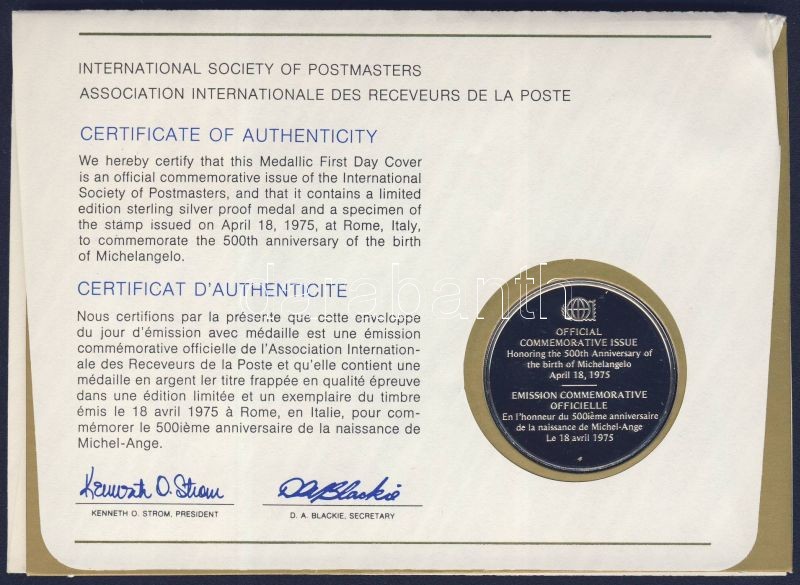 INTERNATIONAL SOCIETY OF POSTMASTERS
ASSOCIATION INTERNATIONALE DES RECEVEURS DE LA POSTE
CERTIFICATE OF AUTHENTICITY
We hereby certify that this Medallic First Day Cover
is an official commemorative issue of the International
Society of Postmasters, and that it contains a limited
edition sterling silver proof medal and a specimen of
the stamp issued on April 18, 1975, at Rome, Italy,
to commemorate the 500th anniversary of the birth
of Michelangelo.
CERTIFICAT D'AUTHENTICITE
Nous certifions par la présente que cette enveloppe
du jour d'émission avec médaille est une émission
commémorative officielle de l'Association Internation-
ale des Receveurs de la Poste et qu'elle contient une
médaille en argent ler titre frappée en qualité épreuve
dans une édition limitée et un exemplaire du timbre
émis le 18 avril 1975 à Rome, en Italie, pour com-
mémorer le 500ième anniversaire de la naissance de
Michel-Ange.
Kenneth O. Strom
KENNETH O. STROM, PRESIDENT
DA Blackie
D. A. BLACKIE, SECRETARY
OFFICIAL
COMMEMORATIVE ISSUE
Honoring the 500th Anniversary of
the birth of Michelangelo
April 18, 1975
EMISSION COMMEMORATIVE
OFFICIELLE
En l'honneur du 500ième anniversaire
de la naissance de Michel-Ange
Le 18 avril 1975
darabanth